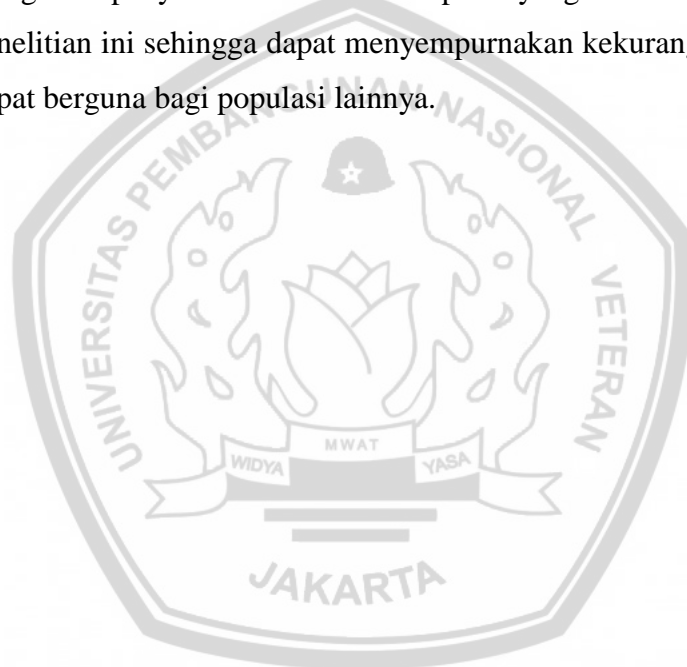 nelitian ini sehingga dapat menyempurnakan kekurang
pat berguna bagi populasi lainnya.
UNIVERSITAS PEMBANGUNAN NASIONAL VETERAN
MWAT
WIDYA YASA
JAKARTA